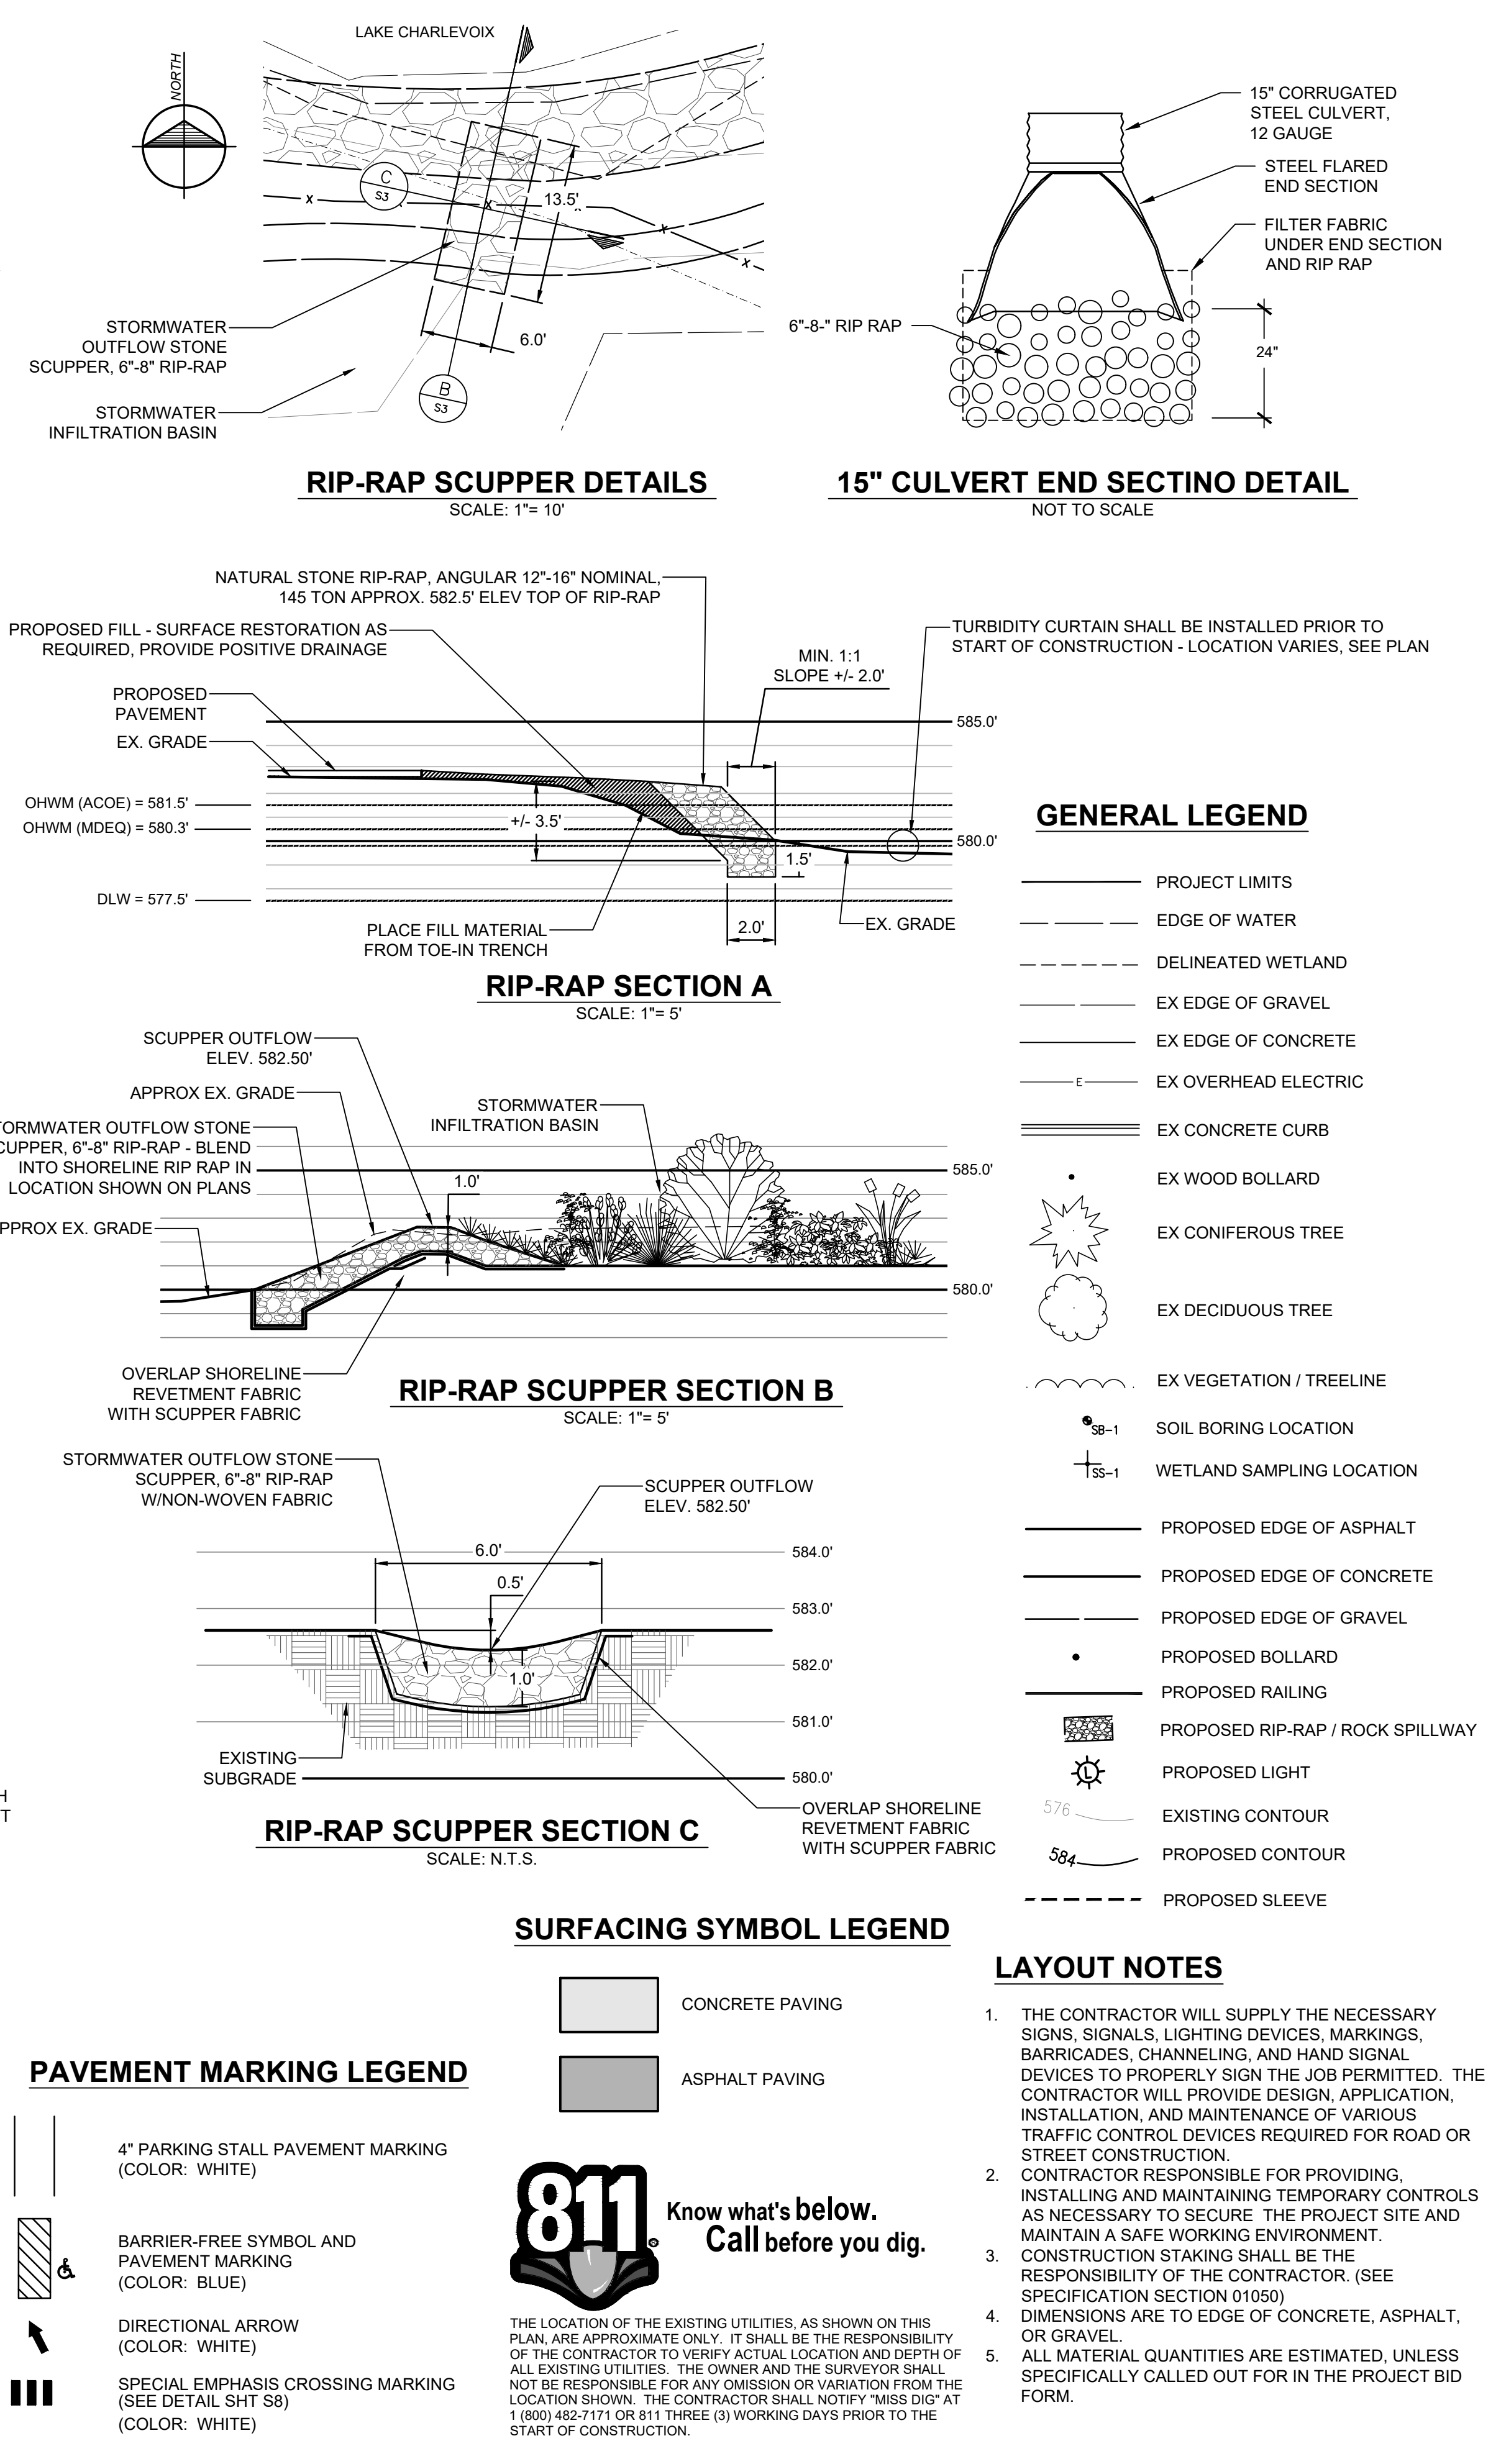 LAKE CHARLEVOIX
NORTH
C
S3
13.5'
x
x
x
x
x
6.0'
B
S3
STORMWATER
OUTFLOW STONE
SCUPPER, 6"-8" RIP-RAP
STORMWATER
INFILTRATION BASIN
RIP-RAP SCUPPER DETAILS
SCALE: 1"= 10'
15" CORRUGATED
STEEL CULVERT,
12 GAUGE
STEEL FLARED
END SECTION
FILTER FABRIC
UNDER END SECTION
AND RIP RAP
6"-8-" RIP RAP
24"
15" CULVERT END SECTINO DETAIL
NOT TO SCALE
NATURAL STONE RIP-RAP, ANGULAR 12"-16" NOMINAL,
145 TON APPROX. 582.5' ELEV TOP OF RIP-RAP
PROPOSED FILL - SURFACE RESTORATION AS
REQUIRED, PROVIDE POSITIVE DRAINAGE
TURBIDITY CURTAIN SHALL BE INSTALLED PRIOR TO
START OF CONSTRUCTION - LOCATION VARIES, SEE PLAN
MIN. 1:1
SLOPE +/- 2.0'
PROPOSED
PAVEMENT
EX. GRADE
585.0'
OHWM (ACOE) = 581.5'
OHWM (MDEQ) = 580.3'
+/- 3.5'
580.0'
1.5'
DLW = 577.5'
PLACE FILL MATERIAL
FROM TOE-IN TRENCH
2.0'
EX. GRADE
RIP-RAP SECTION A
SCALE: 1"= 5'
SCUPPER OUTFLOW
ELEV. 582.50'
APPROX EX. GRADE
TORMWATER OUTFLOW STONE
CUPPER, 6"-8" RIP-RAP - BLEND
INTO SHORELINE RIP RAP IN
LOCATION SHOWN ON PLANS
PPROX EX. GRADE
STORMWATER
INFILTRATION BASIN
585.0'
1.0'
580.0'
OVERLAP SHORELINE
REVETMENT FABRIC
WITH SCUPPER FABRIC
RIP-RAP SCUPPER SECTION B
SCALE: 1"= 5'
STORMWATER OUTFLOW STONE
SCUPPER, 6"-8" RIP-RAP
W/NON-WOVEN FABRIC
SCUPPER OUTFLOW
ELEV. 582.50'
6.0'
584.0'
0.5'
583.0'
582.0'
1.0'
581.0'
EXISTING
SUBGRADE
580.0'
OVERLAP SHORELINE
REVETMENT FABRIC
WITH SCUPPER FABRIC
RIP-RAP SCUPPER SECTION C
SCALE: N.T.S.
H
T
GENERAL LEGEND
PROJECT LIMITS
EDGE OF WATER
DELINEATED WETLAND
EX EDGE OF GRAVEL
EX EDGE OF CONCRETE
E
EX OVERHEAD ELECTRIC
EX CONCRETE CURB
EX WOOD BOLLARD
EX CONIFEROUS TREE
EX DECIDUOUS TREE
EX VEGETATION / TREELINE
SB-1
SOIL BORING LOCATION
SS-1
WETLAND SAMPLING LOCATION
PROPOSED EDGE OF ASPHALT
PROPOSED EDGE OF CONCRETE
PROPOSED EDGE OF GRAVEL
PROPOSED BOLLARD
PROPOSED RAILING
PROPOSED RIP-RAP / ROCK SPILLWAY
L
PROPOSED LIGHT
576
EXISTING CONTOUR
584
PROPOSED CONTOUR
PROPOSED SLEEVE
SURFACING SYMBOL LEGEND
CONCRETE PAVING
ASPHALT PAVING
PAVEMENT MARKING LEGEND
4" PARKING STALL PAVEMENT MARKING
(COLOR: WHITE)
BARRIER-FREE SYMBOL AND
PAVEMENT MARKING
(COLOR: BLUE)
DIRECTIONAL ARROW
(COLOR: WHITE)
SPECIAL EMPHASIS CROSSING MARKING
(SEE DETAIL SHT S8)
(COLOR: WHITE)
811®
Know what's below.
Call before you dig.
THE LOCATION OF THE EXISTING UTILITIES, AS SHOWN ON THIS
PLAN, ARE APPROXIMATE ONLY. IT SHALL BE THE RESPONSIBILITY
OF THE CONTRACTOR TO VERIFY ACTUAL LOCATION AND DEPTH OF
ALL EXISTING UTILITIES. THE OWNER AND THE SURVEYOR SHALL
NOT BE RESPONSIBLE FOR ANY OMISSION OR VARIATION FROM THE
LOCATION SHOWN. THE CONTRACTOR SHALL NOTIFY "MISS DIG" AT
1 (800) 482-7171 OR 811 THREE (3) WORKING DAYS PRIOR TO THE
START OF CONSTRUCTION.
LAYOUT NOTES
1. THE CONTRACTOR WILL SUPPLY THE NECESSARY
SIGNS, SIGNALS, LIGHTING DEVICES, MARKINGS,
BARRICADES, CHANNELING, AND HAND SIGNAL
DEVICES TO PROPERLY SIGN THE JOB PERMITTED. THE
CONTRACTOR WILL PROVIDE DESIGN, APPLICATION,
INSTALLATION, AND MAINTENANCE OF VARIOUS
TRAFFIC CONTROL DEVICES REQUIRED FOR ROAD OR
STREET CONSTRUCTION.
2. CONTRACTOR RESPONSIBLE FOR PROVIDING,
INSTALLING AND MAINTAINING TEMPORARY CONTROLS
AS NECESSARY TO SECURE THE PROJECT SITE AND
MAINTAIN A SAFE WORKING ENVIRONMENT.
3. CONSTRUCTION STAKING SHALL BE THE
RESPONSIBILITY OF THE CONTRACTOR. (SEE
SPECIFICATION SECTION 01050)
4. DIMENSIONS ARE TO EDGE OF CONCRETE, ASPHALT,
OR GRAVEL.
5. ALL MATERIAL QUANTITIES ARE ESTIMATED, UNLESS
SPECIFICALLY CALLED OUT FOR IN THE PROJECT BID
FORM.